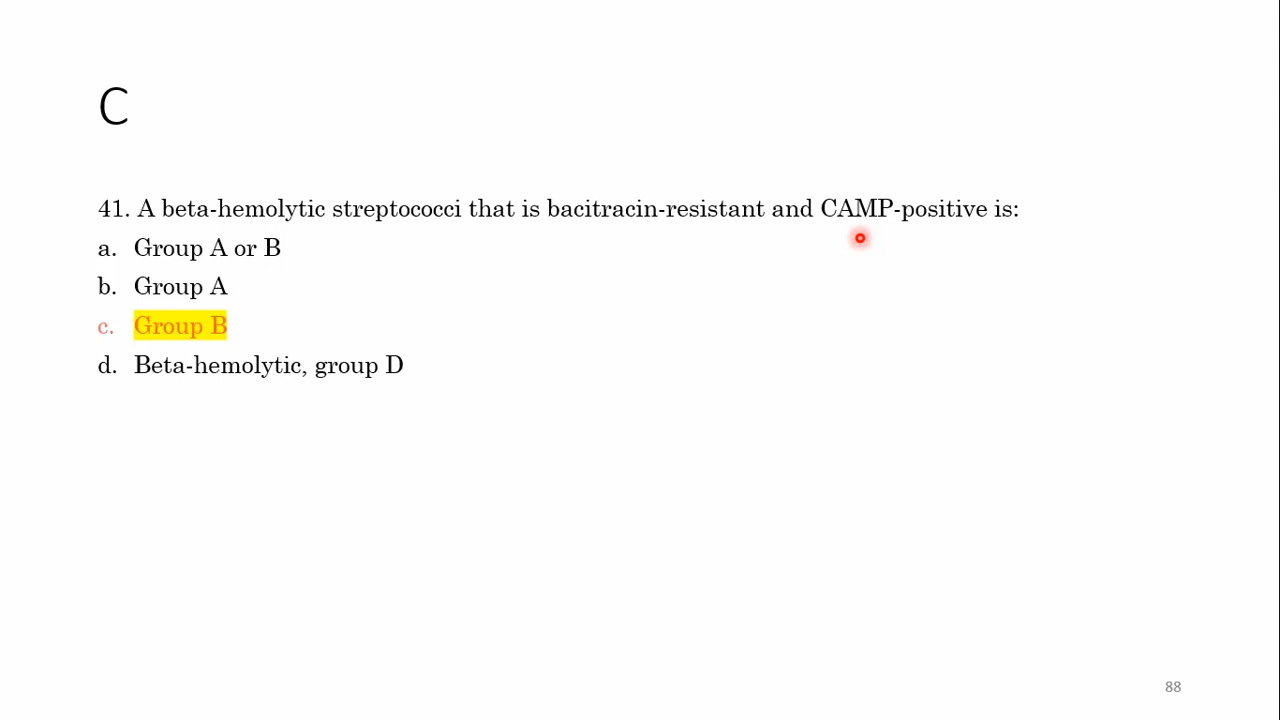 C
41. A beta-hemolytic streptococci that is bacitracin-resistant and CAMP-positive is:
a. Group A or B
b. Group A
c. Group B
d. Beta-hemolytic, group D
88